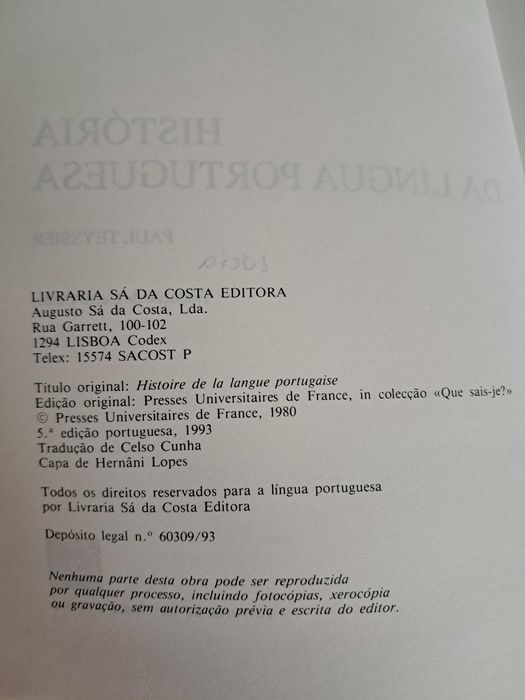 HISTÓRIA
DA LÍNGUA PORTUGUESA
PAUL TEYSSIER
LIVRARIA SÁ DA COSTA EDITORA
Augusto Sá da Costa, Lda.
Rua Garrett, 100-102
1294 LISBOA Codex
Telex: 15574 SACOST P
Título original: Histoire de la langue portugaise
Edição original: Presses Universitaires de France, in colecção «Que sais-je?»
© Presses Universitaires de France, 1980
5.ª edição portuguesa, 1993
Tradução de Celso Cunha
Capa de Hernâni Lopes
Todos os direitos reservados para a língua portuguesa
por Livraria Sá da Costa Editora
Depósito legal n.º 60309/93
Nenhuma parte desta obra pode ser reproduzida
por qualquer processo, incluindo fotocópias, xerocópia
ou gravação, sem autorização prévia e escrita do editor.